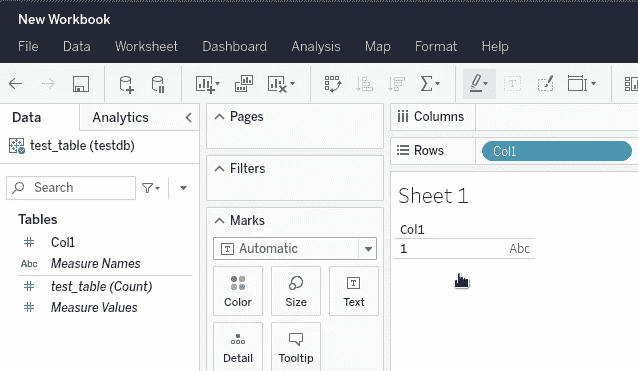 New Workbook
File Data Worksheet Dashboard Analysis Map Format Help
Data Analytics
test_table (testdb)
Search
Tables
Col1
Abc Measure Names
test_table (Count)
Measure Values
Pages
Filters
Marks
T Automatic
Color Size Text
Detail Tooltip
Columns
Rows Col1
Sheet 1
Col1
1 Abc